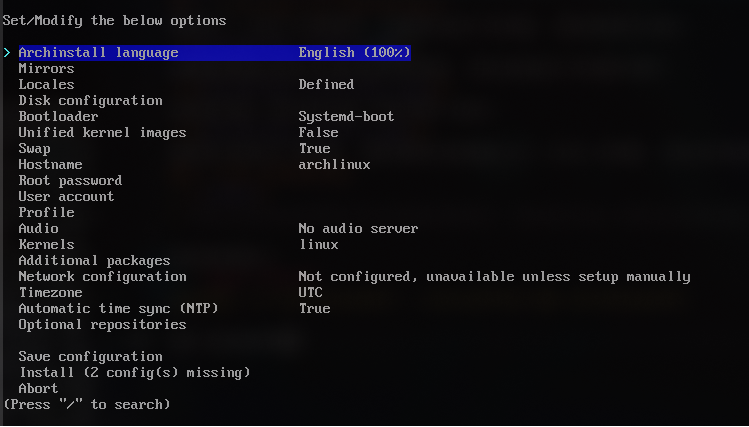 Set/Modify the below options
> Archinstall language English (100%)
Mirrors
Locales Defined
Disk configuration
Bootloader Systemd-boot
Unified kernel images False
Swap True
Hostname archlinux
Root password
User account
Profile
Audio No audio server
Kernels linux
Additional packages
Network configuration Not configured, unavailable unless setup manually
Timezone UTC
Automatic time sync (NTP) True
Optional repositories
Save configuration
Install (2 config(s) missing)
Abort
(Press "/" to search)